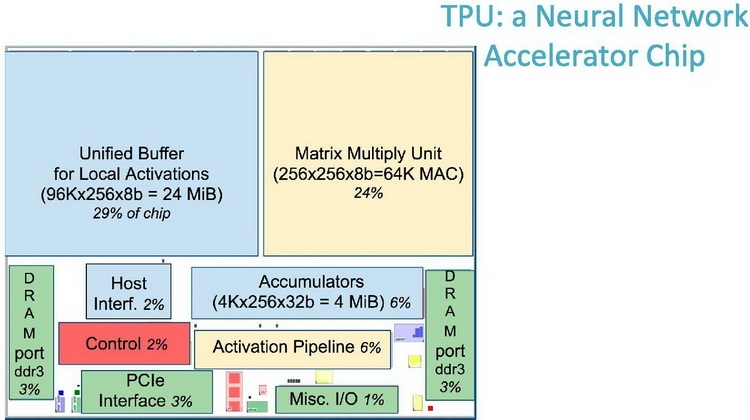 TPU: a Neural Network
Accelerator Chip
Unified Buffer
for Local Activations
(96Kx256x8b = 24 MiB)
29% of chip
Matrix Multiply Unit
(256x256x8b=64K MAC)
24%
D
R
A
M
port
ddr3
3%
Host
Interf. 2%
Accumulators
(4Kx256x32b = 4 MiB) 6%
D
R
A
M
port
ddr3
3%
Control 2%
Activation Pipeline 6%
PCIe
Interface 3%
Misc. I/O 1%